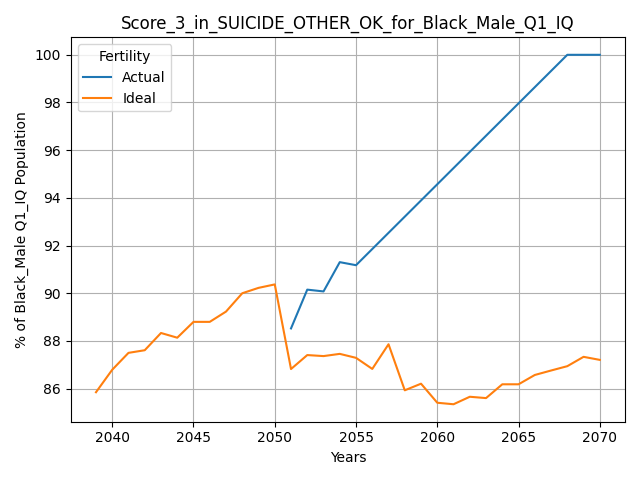 Score_3_in_SUICIDE_OTHER_OK_for_Black_Male_Q1_IQ
Fertility
Actual
Ideal
100
98
96
94
92
90
88
86
% of Black_Male Q1_IQ Population
2040 2045 2050 2055 2060 2065 2070
Years